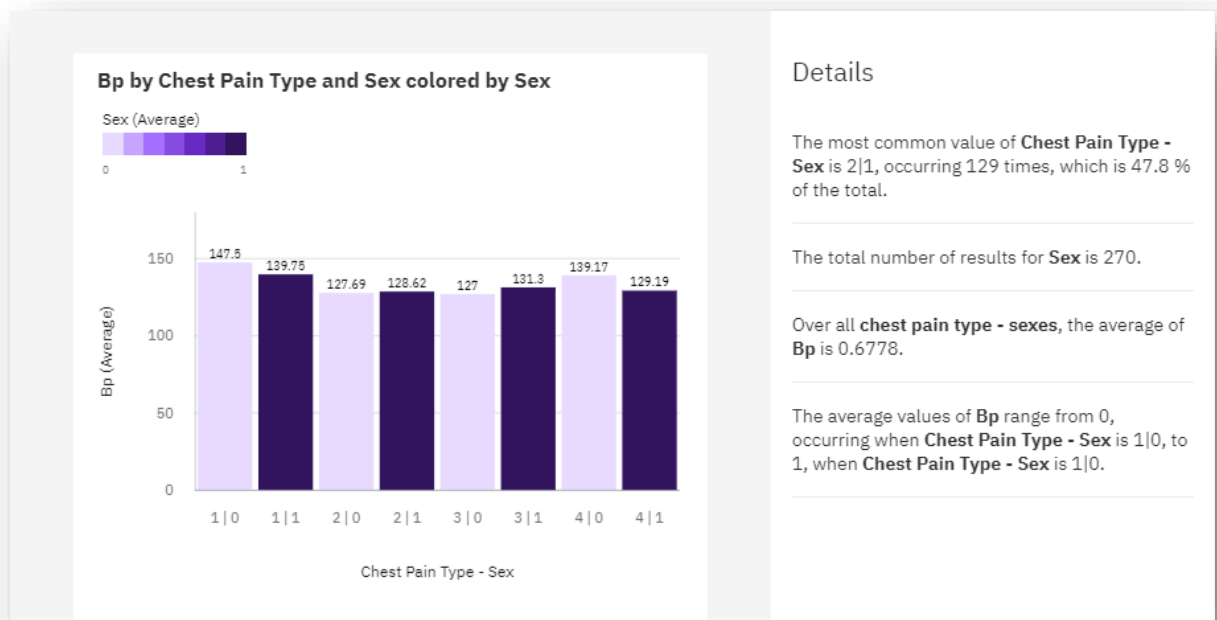 Bp by Chest Pain Type and Sex colored by Sex
Sex (Average)
0 1
150
100
50
0
Bp (Average)
147.5
139.75
127.69
128.62
127
131.3
139.17
129.19
1|0 1|1 2|0 2|1 3|0 3|1 4|0 4|1
Chest Pain Type - Sex
Details
The most common value of Chest Pain Type -
Sex is 2|1, occurring 129 times, which is 47.8 %
of the total.
The total number of results for Sex is 270.
Over all chest pain type - sexes, the average of
Bp is 0.6778.
The average values of Bp range from 0,
occurring when Chest Pain Type - Sex is 1|0, to
1, when Chest Pain Type - Sex is 1|0.